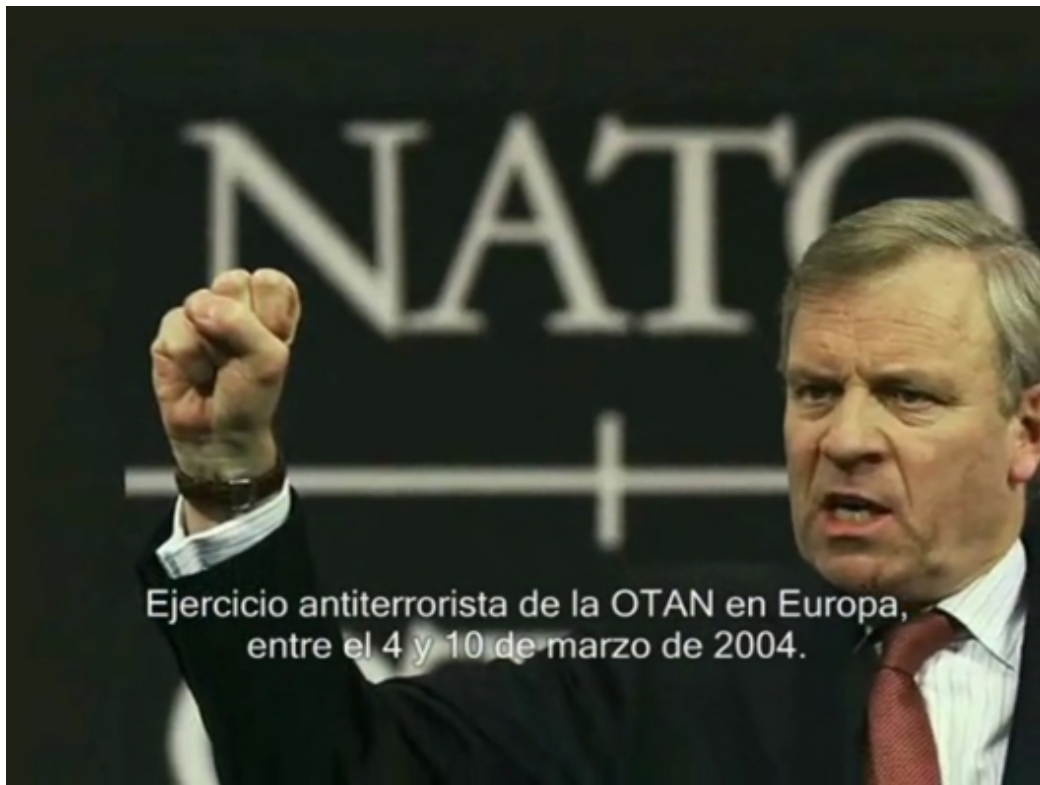 NATO
Ejercicio antiterrorista de la OTAN en Europa,
entre el 4 y 10 de marzo de 2004.